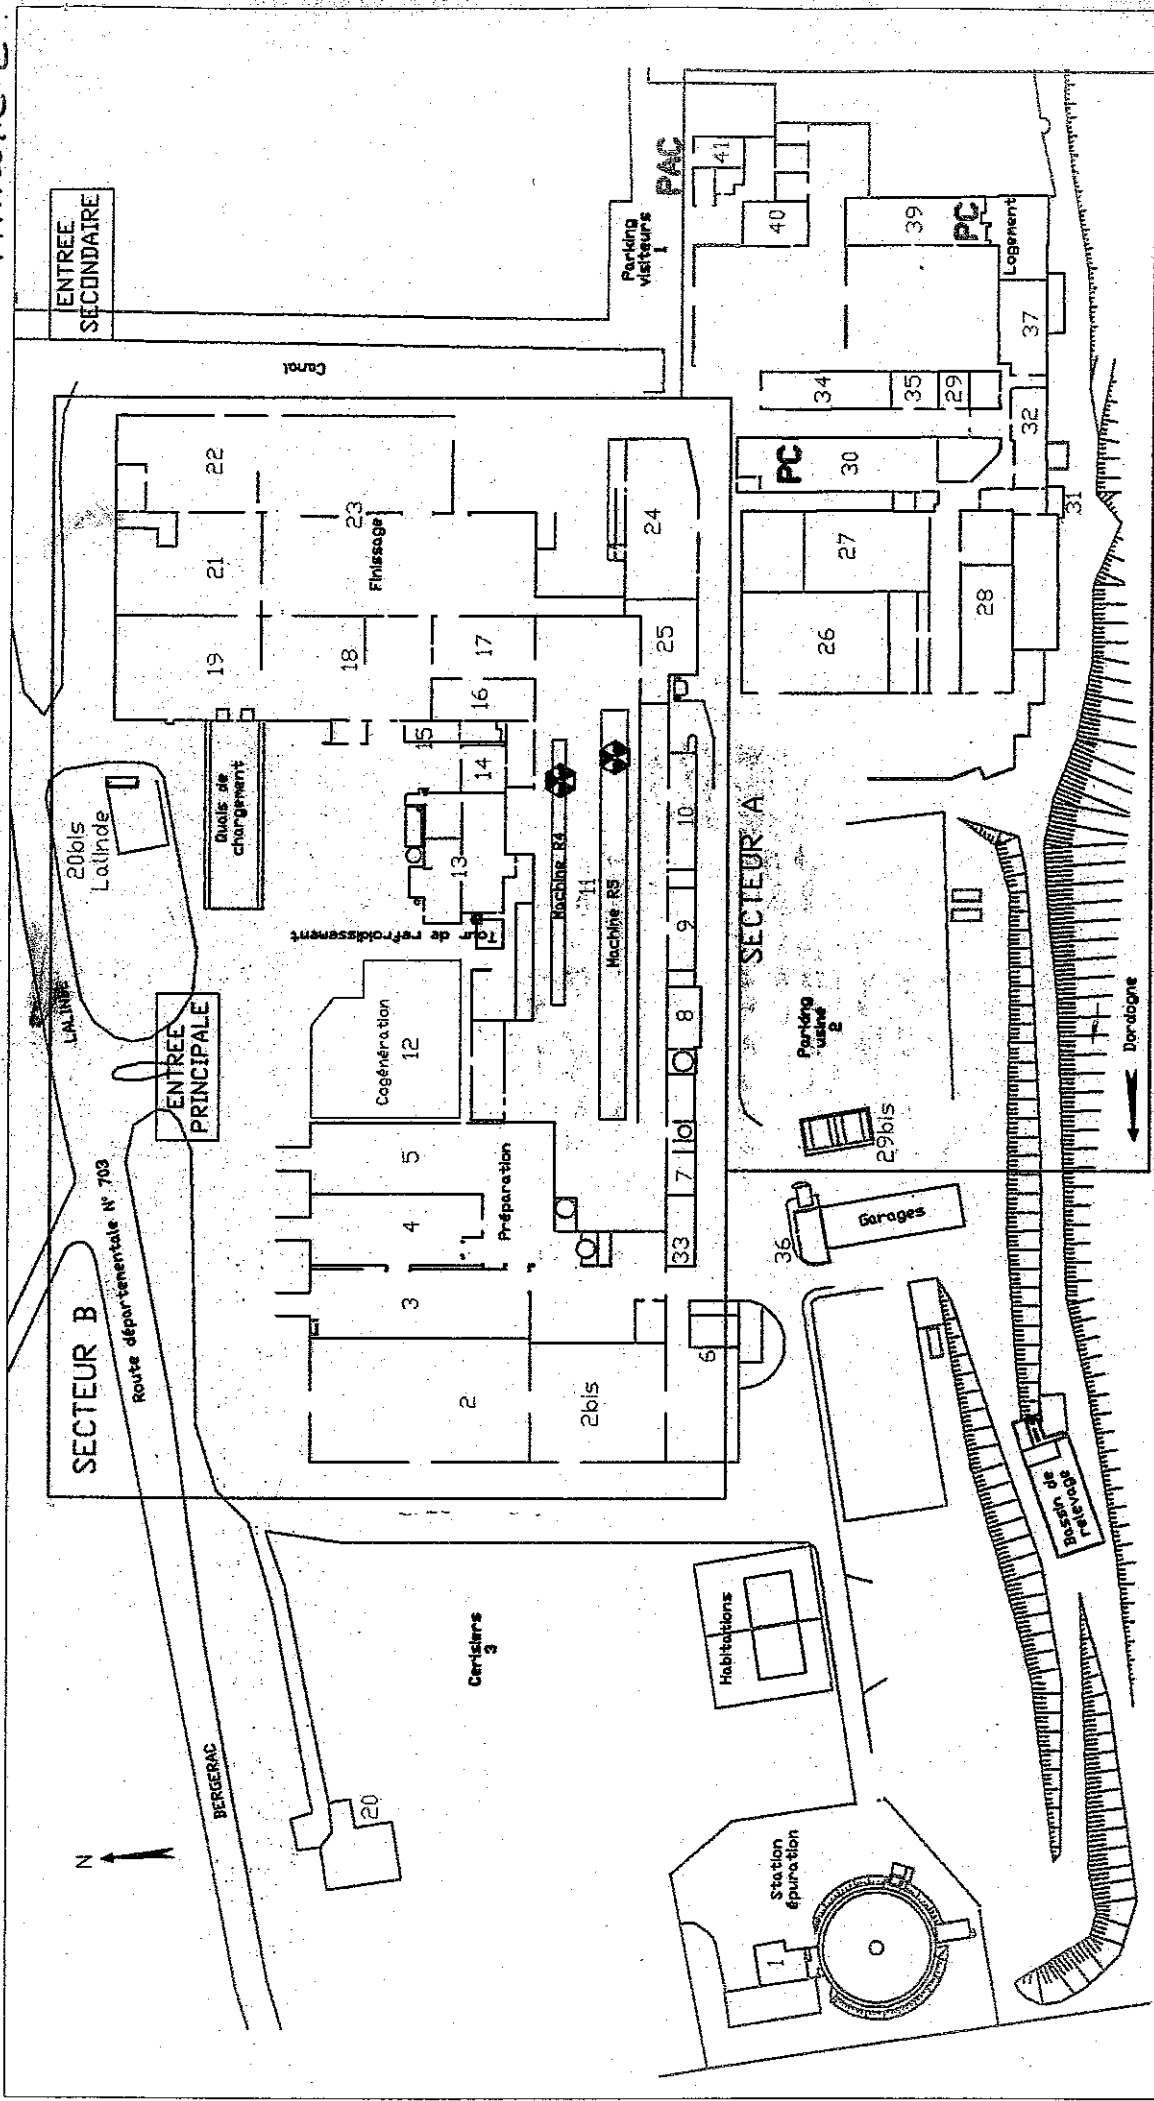 ENTREE
SECONDAIRE
Canal
PAC
41
Parking
visiteurs
1
40
39
PC
Logement
37
34
35
29
32
PC
30
31
22
21
23
Finissage
24
27
28
26
19
18
17
16
25
15
14
13
Quais de
chargement
20bis
Lalinde
LALINDE
Tour de refroidissement
Machine R4
11
Machine R5
10
9
8
SECTEUR A
Parking
usine
2
Dordogne
ENTREE
PRINCIPALE
Cogénération
12
5
4
3
Préparation
7
33
29bis
36
Garages
SECTEUR B
Route départementale N° 703
2
2bis
6
Bassin de
relevage
Cerisiers
3
Habitations
BERGERAC
N
20
Station
épuration
1